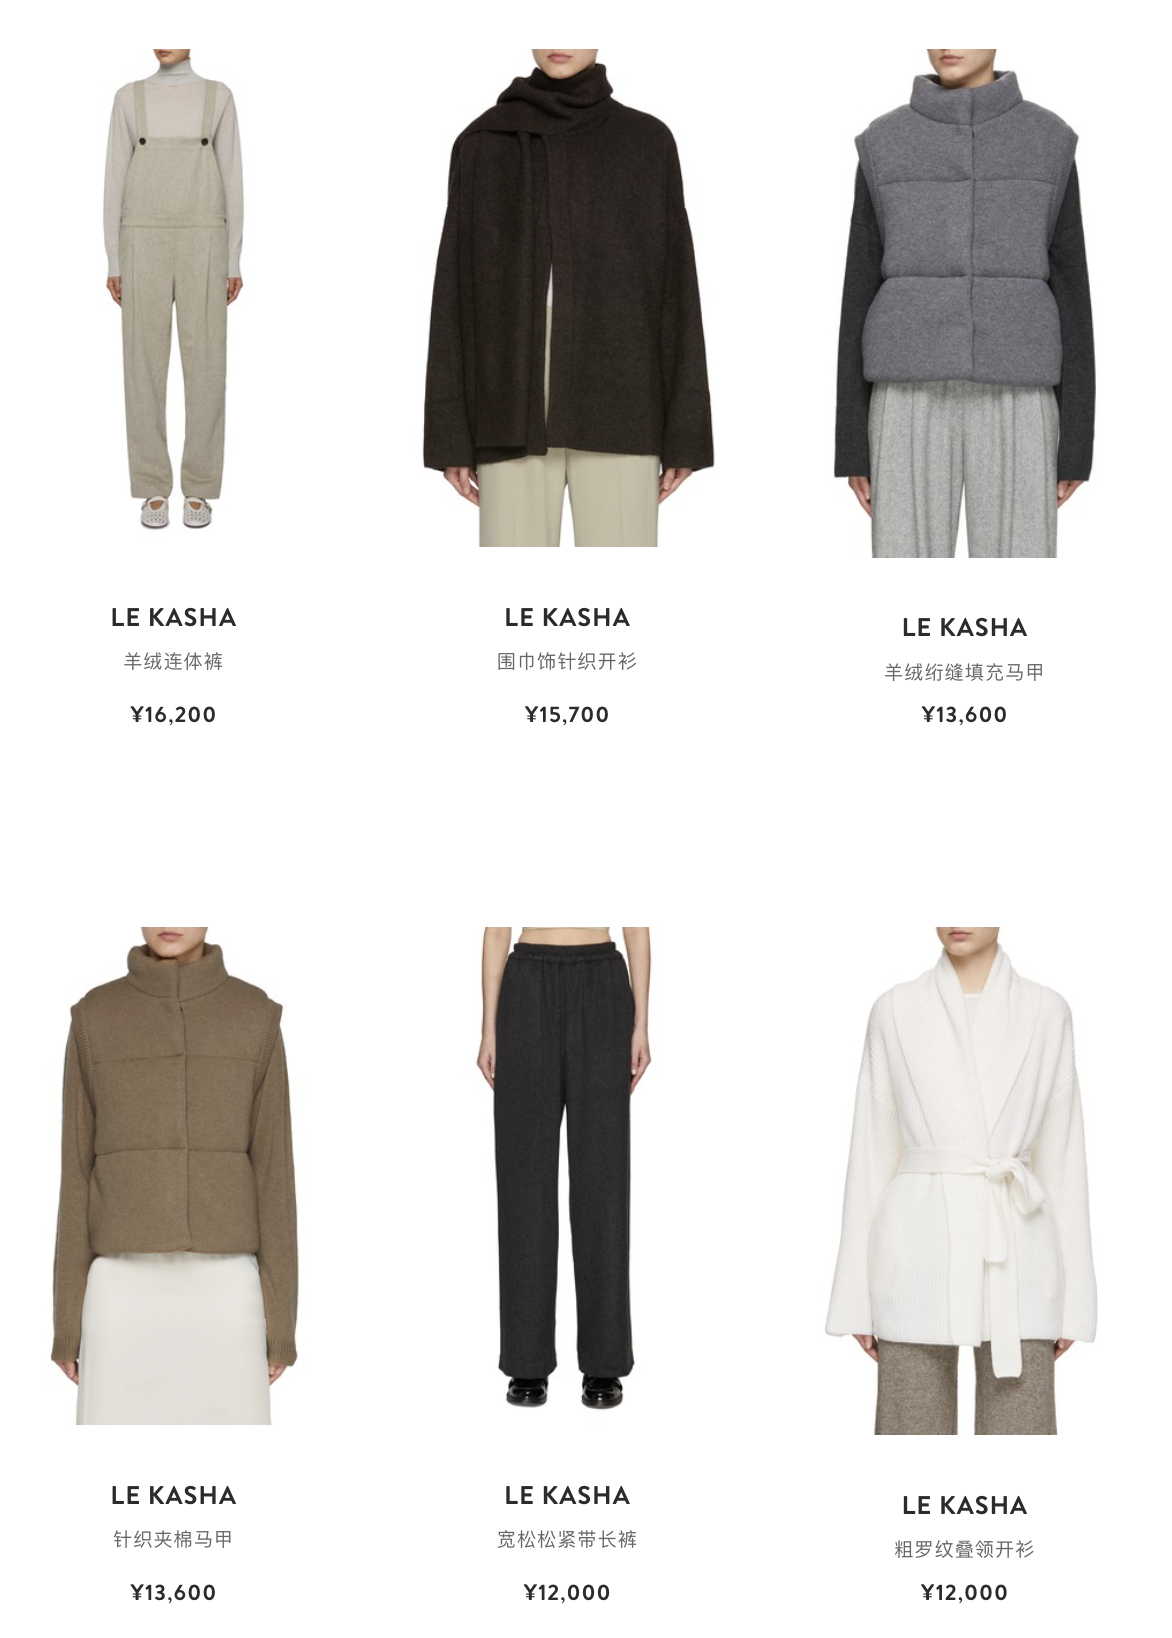 LE KASHA
羊绒连体裤
¥16,200
LE KASHA
围巾饰针织开衫
¥15,700
LE KASHA
羊绒绗缝填充马甲
¥13,600
LE KASHA
针织夹棉马甲
¥13,600
LE KASHA
宽松松紧带长裤
¥12,000
LE KASHA
粗罗纹叠领开衫
¥12,000